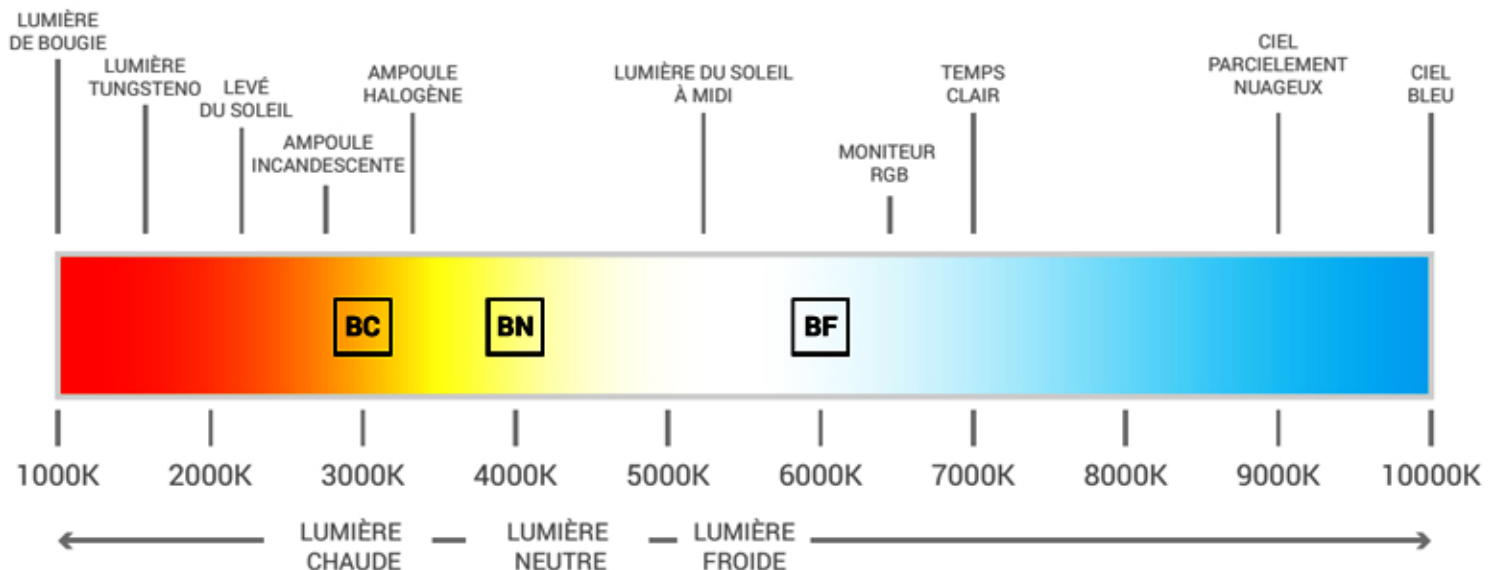 LUMIÈRE
DE BOUGIE
LUMIÈRE
TUNGSTENO
LEVÉ
DU SOLEIL
AMPOULE
INCANDESCENTE
AMPOULE
HALOGÈNE
LUMIÈRE DU SOLEIL
À MIDI
MONITEUR
RGB
TEMPS
CLAIR
CIEL
PARCIELEMENT
NUAGEUX
CIEL
BLEU
BC
BN
BF
1000K
2000K
3000K
4000K
5000K
6000K
7000K
8000K
9000K
10000K
LUMIÈRE
CHAUDE
LUMIÈRE
NEUTRE
LUMIÈRE
FROIDE